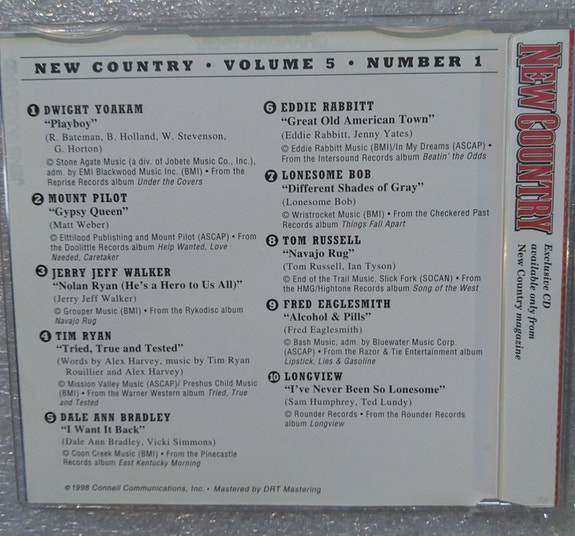 NEW COUNTRY • VOLUME 5 • NUMBER 1
1 DWIGHT YOAKAM
"Playboy"
(R. Bateman, B. Holland, W. Stevenson,
G. Horton)
© Stone Agate Music (a div. of Jobete Music Co., Inc.),
adm. by EMI Blackwood Music Inc. (BMI) • From the
Reprise Records album Under the Covers
2 MOUNT PILOT
"Gypsy Queen"
(Matt Weber)
© Elttilood Publishing and Mount Pilot (ASCAP) • From
the Doolittle Records album Help Wanted, Love
Needed, Caretaker
3 JERRY JEFF WALKER
"Nolan Ryan (He's a Hero to Us All)"
(Jerry Jeff Walker)
© Grouper Music (BMI) • From the Rykodisc album
Navajo Rug
4 TIM RYAN
"Tried, True and Tested"
(Words by Alex Harvey, music by Tim Ryan
Rouillier and Alex Harvey)
© Mission Valley Music (ASCAP)/ Preshus Child Music
(BMI) • From the Warner Western album Tried, True
and Tested
5 DALE ANN BRADLEY
"I Want It Back"
(Dale Ann Bradley, Vicki Simmons)
© Coon Creek Music (BMI) • From the Pinecastle
Records album East Kentucky Morning
6 EDDIE RABBITT
"Great Old American Town"
(Eddie Rabbitt, Jenny Yates)
© Eddie Rabbitt Music (BMI)/In My Dreams (ASCAP) •
From the Intersound Records album Beatin' the Odds
7 LONESOME BOB
"Different Shades of Gray"
(Lonesome Bob)
© Wristrocket Music (BMI) • From the Checkered Past
Records album Things Fall Apart
8 TOM RUSSELL
"Navajo Rug"
(Tom Russell, Ian Tyson)
© End of the Trail Music, Slick Fork (SOCAN) • From
the HMG/Hightone Records album Song of the West
9 FRED EAGLESMITH
"Alcohol & Pills"
(Fred Eaglesmith)
© Bash Music, adm. by Bluewater Music Corp.
(ASCAP) • From the Razor & Tie Entertainment album
Lipstick, Lies & Gasoline
10 LONGVIEW
"I've Never Been So Lonesome"
(Sam Humphrey, Ted Lundy)
© Rounder Records • From the Rounder Records
album Longview
©1998 Connell Communications, Inc. • Mastered by DRT Mastering
NEW COUNTRY
Exclusive CD
available only from
New Country magazine